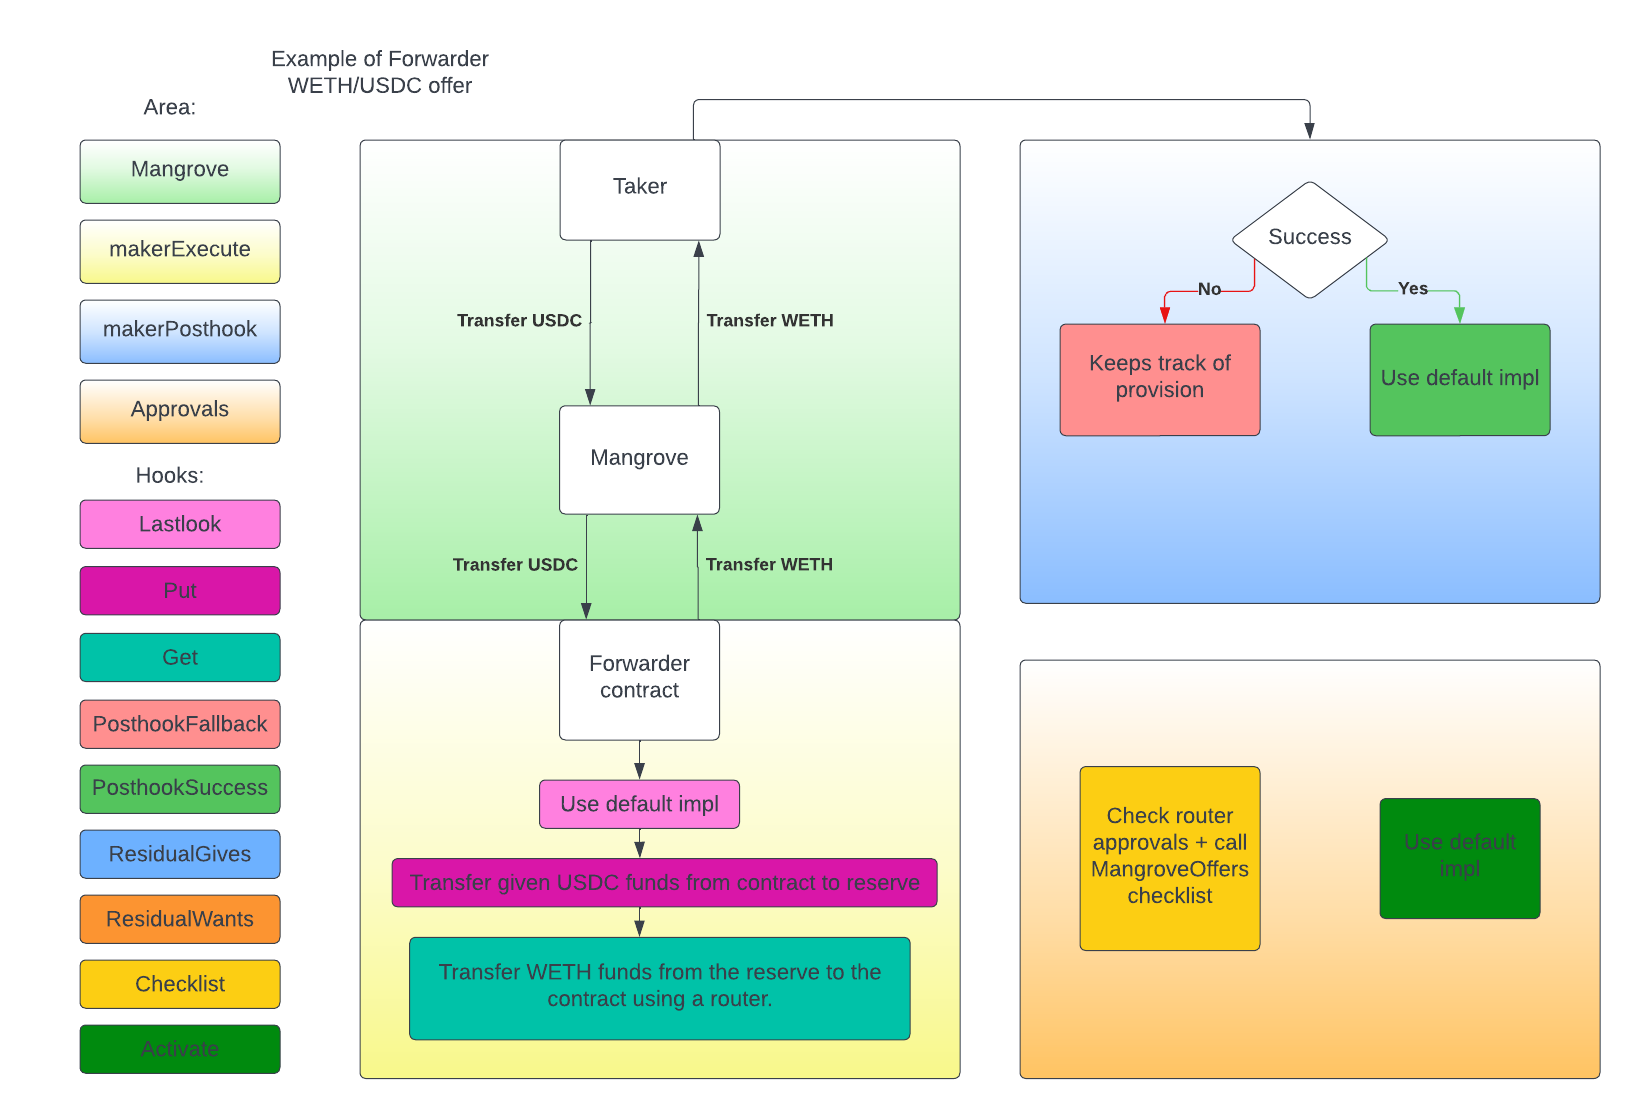 Example of Forwarder
WETH/USDC offer
Area:
Mangrove
makerExecute
makerPosthook
Approvals
Hooks:
Lastlook
Put
Get
PosthookFallback
PosthookSuccess
ResidualGives
ResidualWants
Checklist
Activate
Taker
Transfer USDC
Transfer WETH
Mangrove
Transfer USDC
Transfer WETH
Forwarder
contract
Use default impl
Transfer given USDC funds from contract to reserve
Transfer WETH funds from the reserve to the
contract using a router.
Success
No
Yes
Keeps track of
provision
Use default impl
Check router
approvals + call
MangroveOffers
checklist
Use default
impl